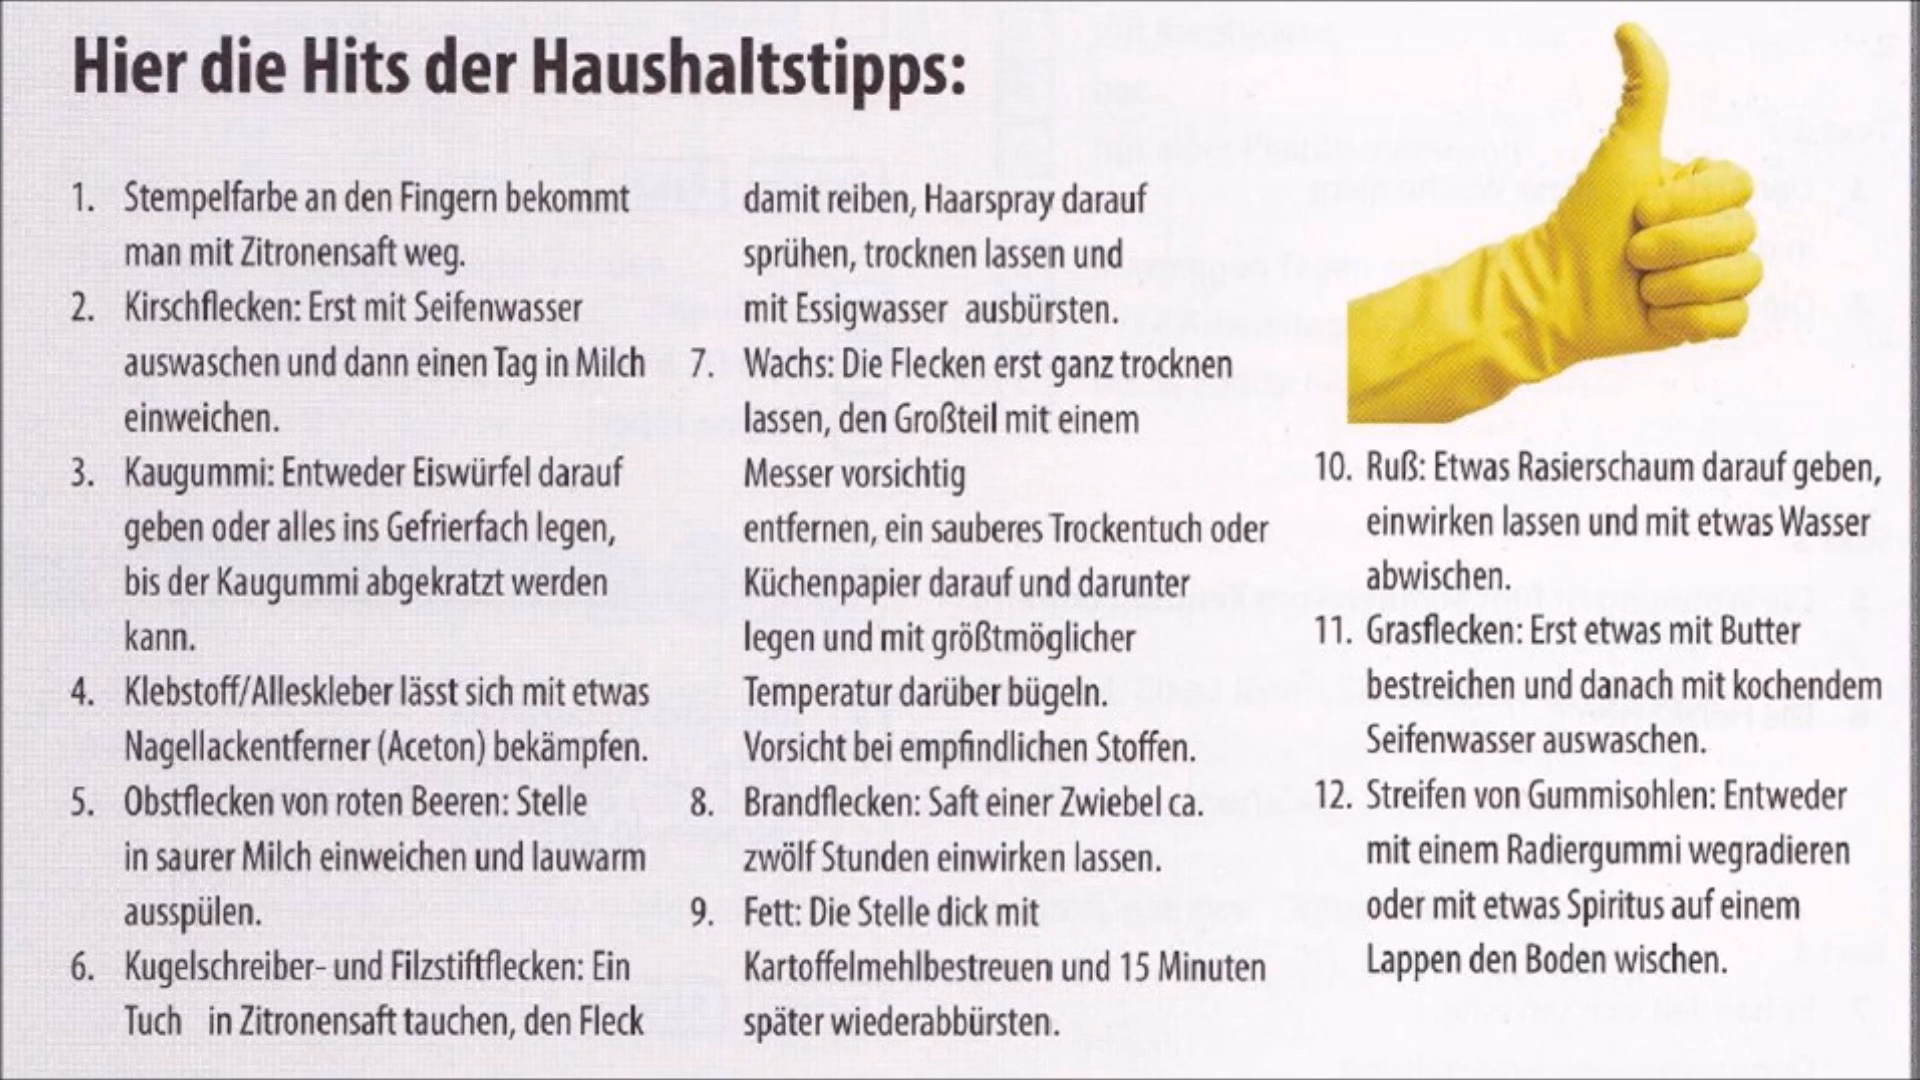 Hier die Hits der Haushaltstipps:
1. Stempelfarbe an den Fingern bekommt
man mit Zitronensaft weg.
2. Kirschflecken: Erst mit Seifenwasser
auswaschen und dann einen Tag in Milch
einweichen.
3. Kaugummi: Entweder Eiswürfel darauf
geben oder alles ins Gefrierfach legen,
bis der Kaugummi abgekratzt werden
kann.
4. Klebstoff/Alleskleber lässt sich mit etwas
Nagellackentferner (Aceton) bekämpfen.
5. Obstflecken von roten Beeren: Stelle
in saurer Milch einweichen und lauwarm
ausspülen.
6. Kugelschreiber- und Filzstiftflecken: Ein
Tuch in Zitronensaft tauchen, den Fleck
damit reiben, Haarspray darauf
sprühen, trocknen lassen und
mit Essigwasser ausbürsten.
7. Wachs: Die Flecken erst ganz trocknen
lassen, den Großteil mit einem
Messer vorsichtig
entfernen, ein sauberes Trockentuch oder
Küchenpapier darauf und darunter
legen und mit größtmöglicher
Temperatur darüber bügeln.
Vorsicht bei empfindlichen Stoffen.
8. Brandflecken: Saft einer Zwiebel ca.
zwölf Stunden einwirken lassen.
9. Fett: Die Stelle dick mit
Kartoffelmehlbestreuen und 15 Minuten
später wiederabbürsten.
10. Ruß: Etwas Rasierschaum darauf geben,
einwirken lassen und mit etwas Wasser
abwischen.
11. Grasflecken: Erst etwas mit Butter
bestreichen und danach mit kochendem
Seifenwasser auswaschen.
12. Streifen von Gummisohlen: Entweder
mit einem Radiergummi wegradieren
oder mit etwas Spiritus auf einem
Lappen den Boden wischen.